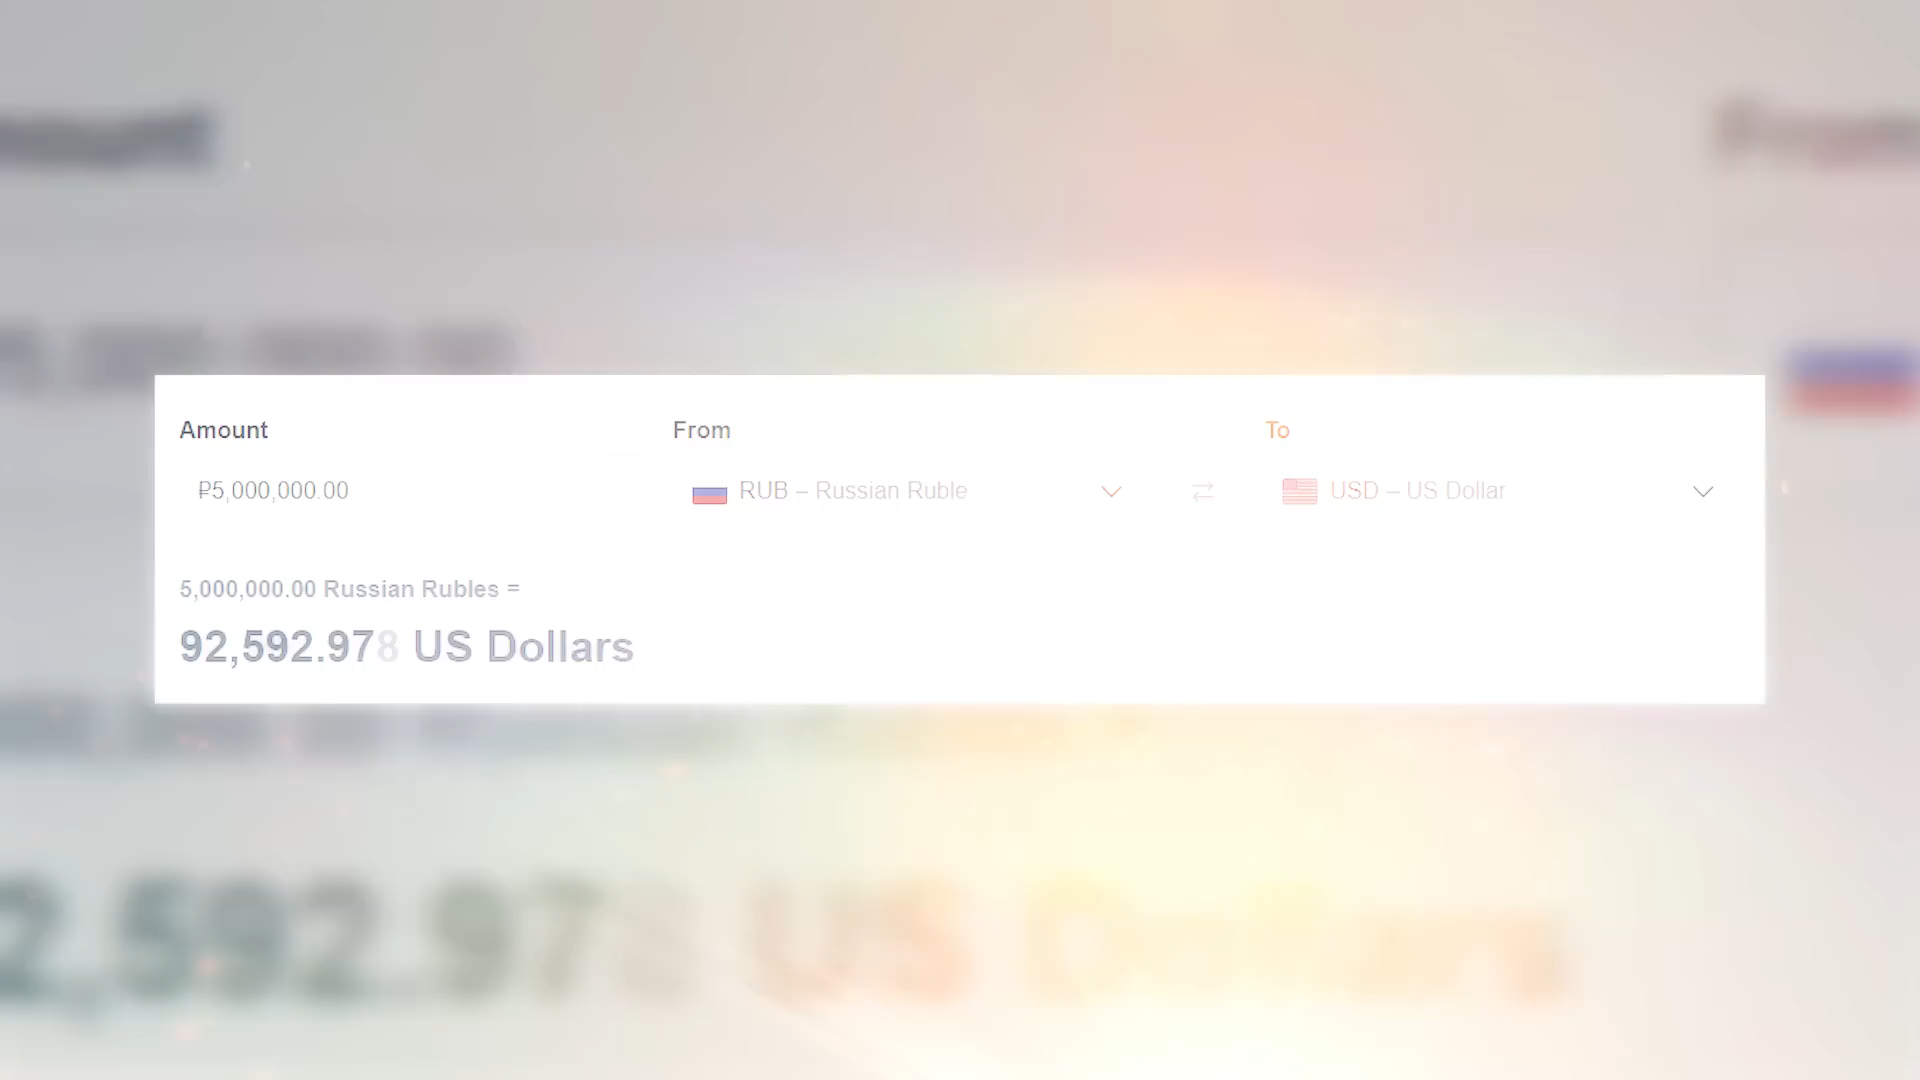 Amount From To
₽5,000,000.00 RUB – Russian Ruble USD – US Dollar
5,000,000.00 Russian Rubles =
92,592.978 US Dollars